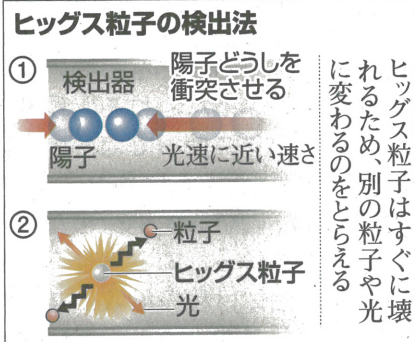 ヒッグス粒子の検出法
①
検出器
陽子どうしを
衝突させる
陽子
光速に近い速さ
②
粒子
ヒッグス粒子
光
ヒッグス粒子はすぐに壊
れるため、別の粒子や光
に変わるのをとらえる